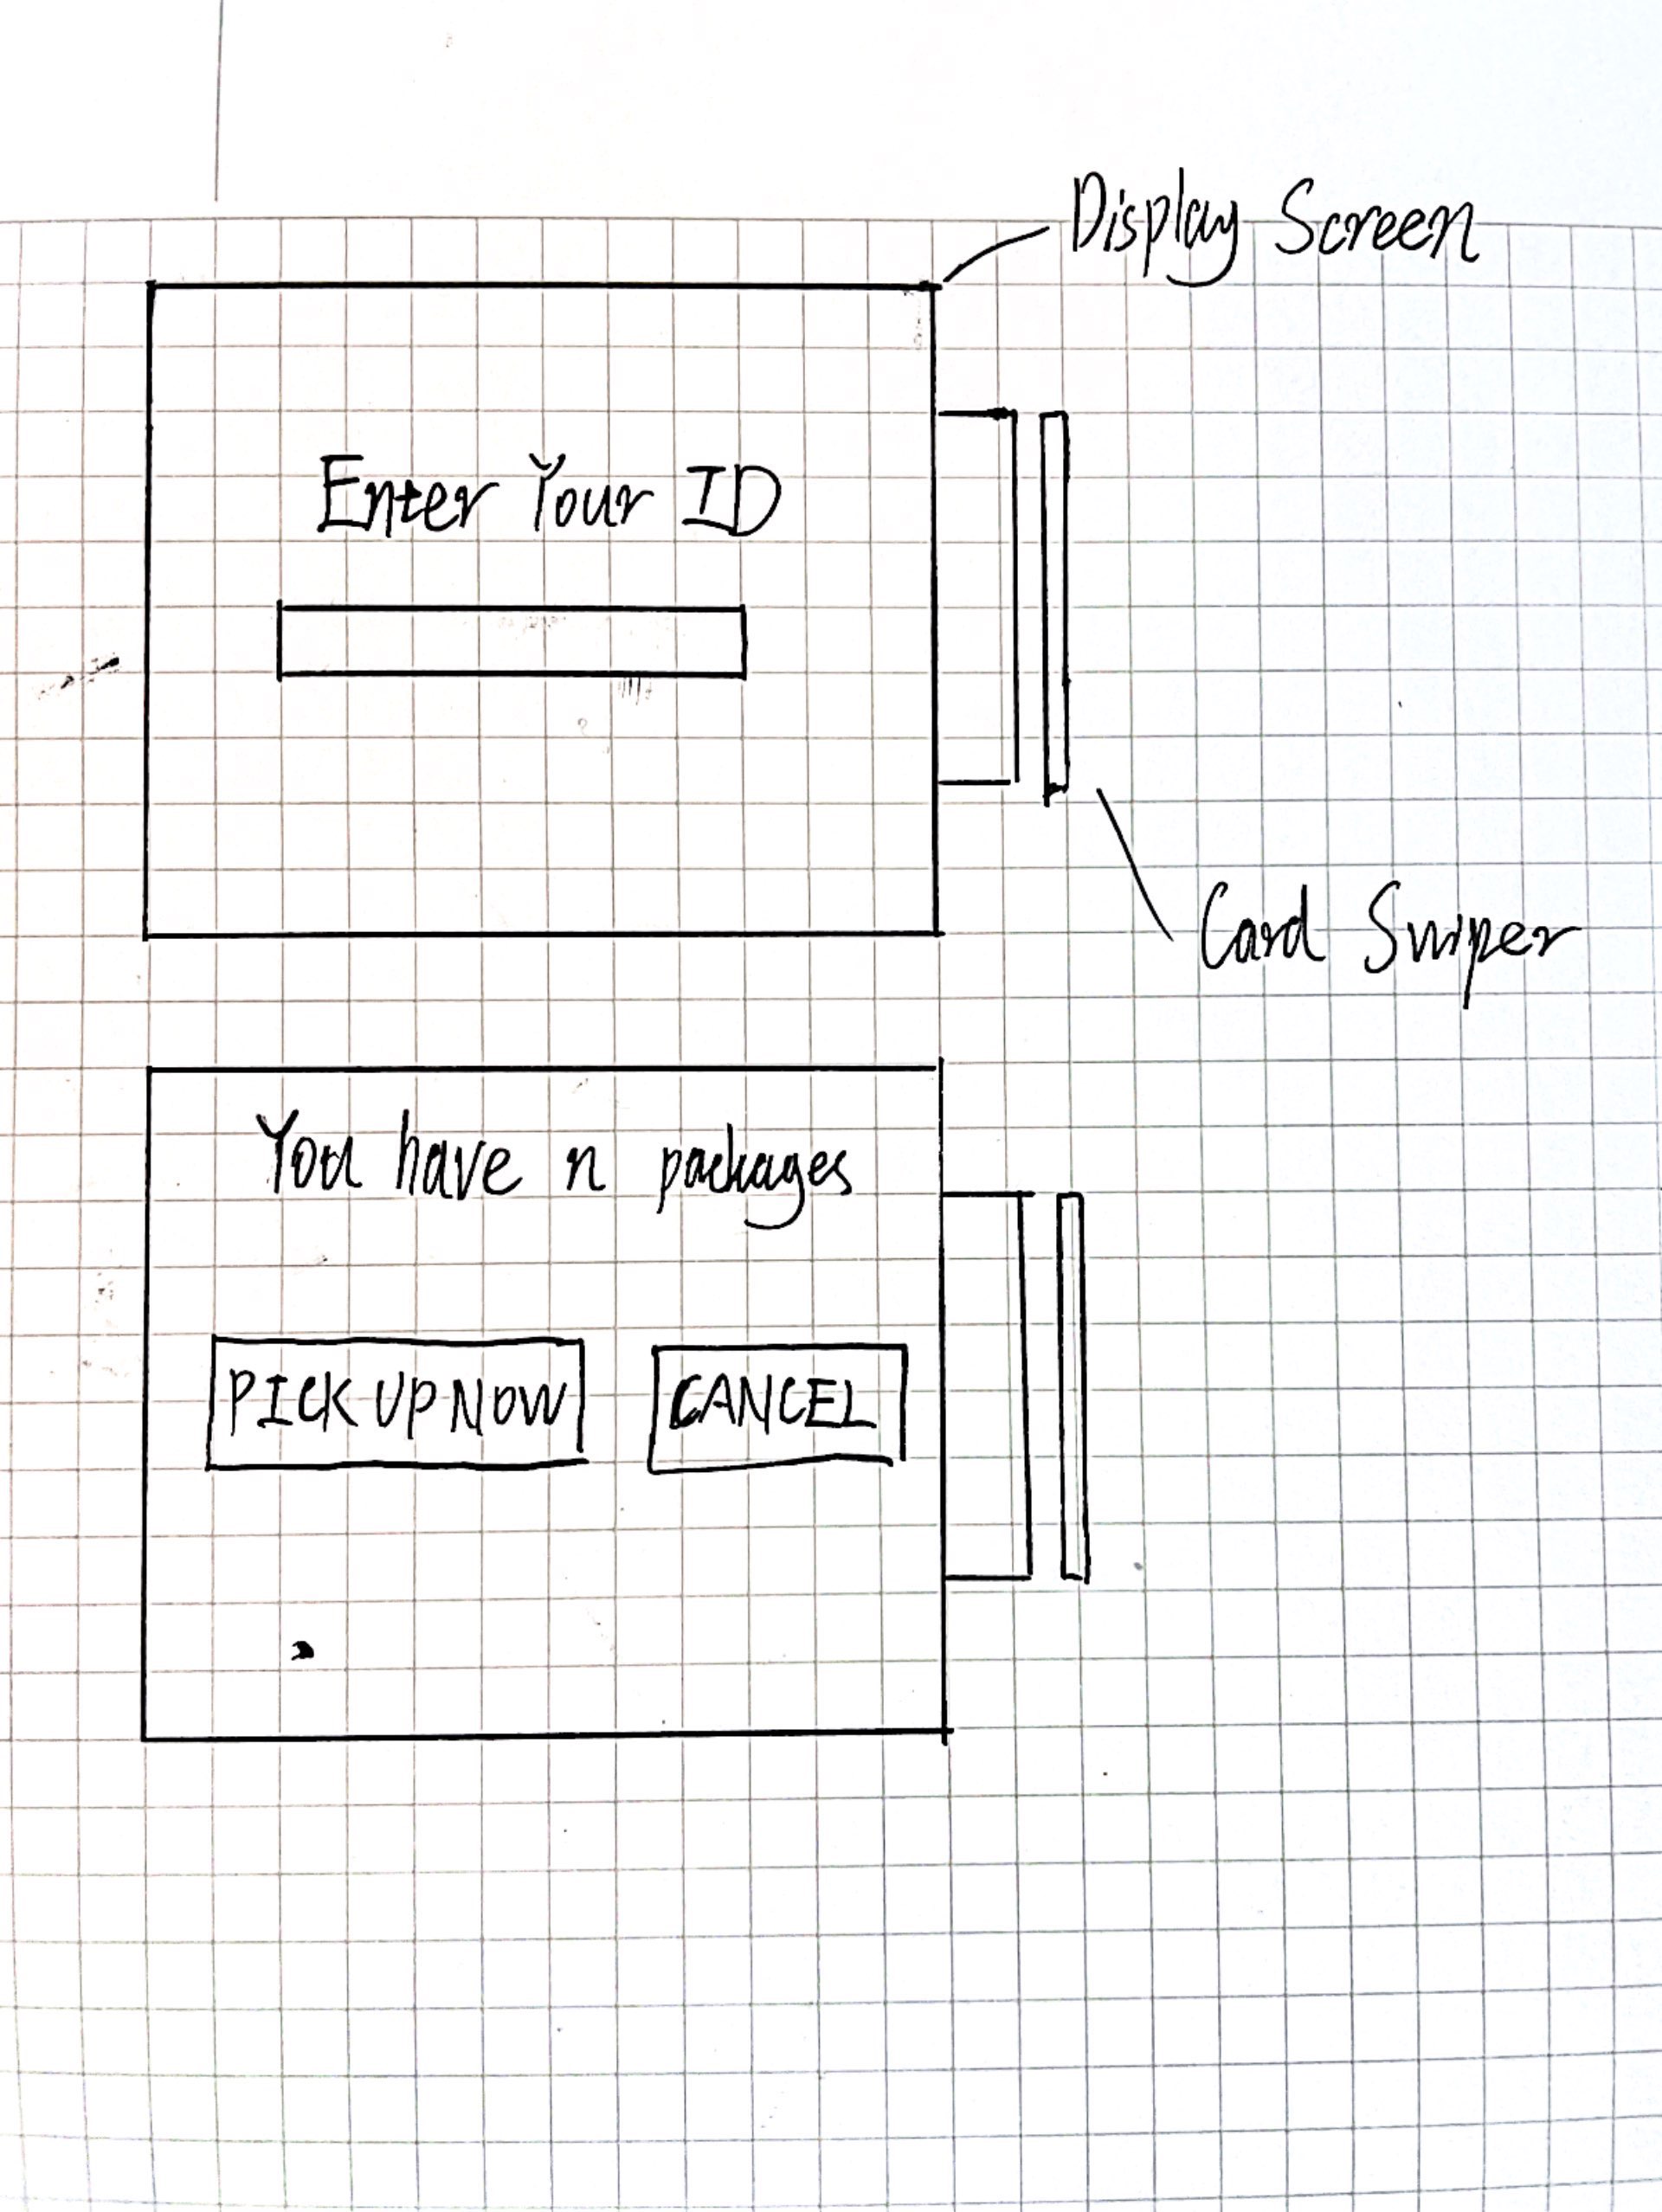 Display Screen
Enter Your ID
Card Swiper
You have n packages
PICK UP NOW
CANCEL